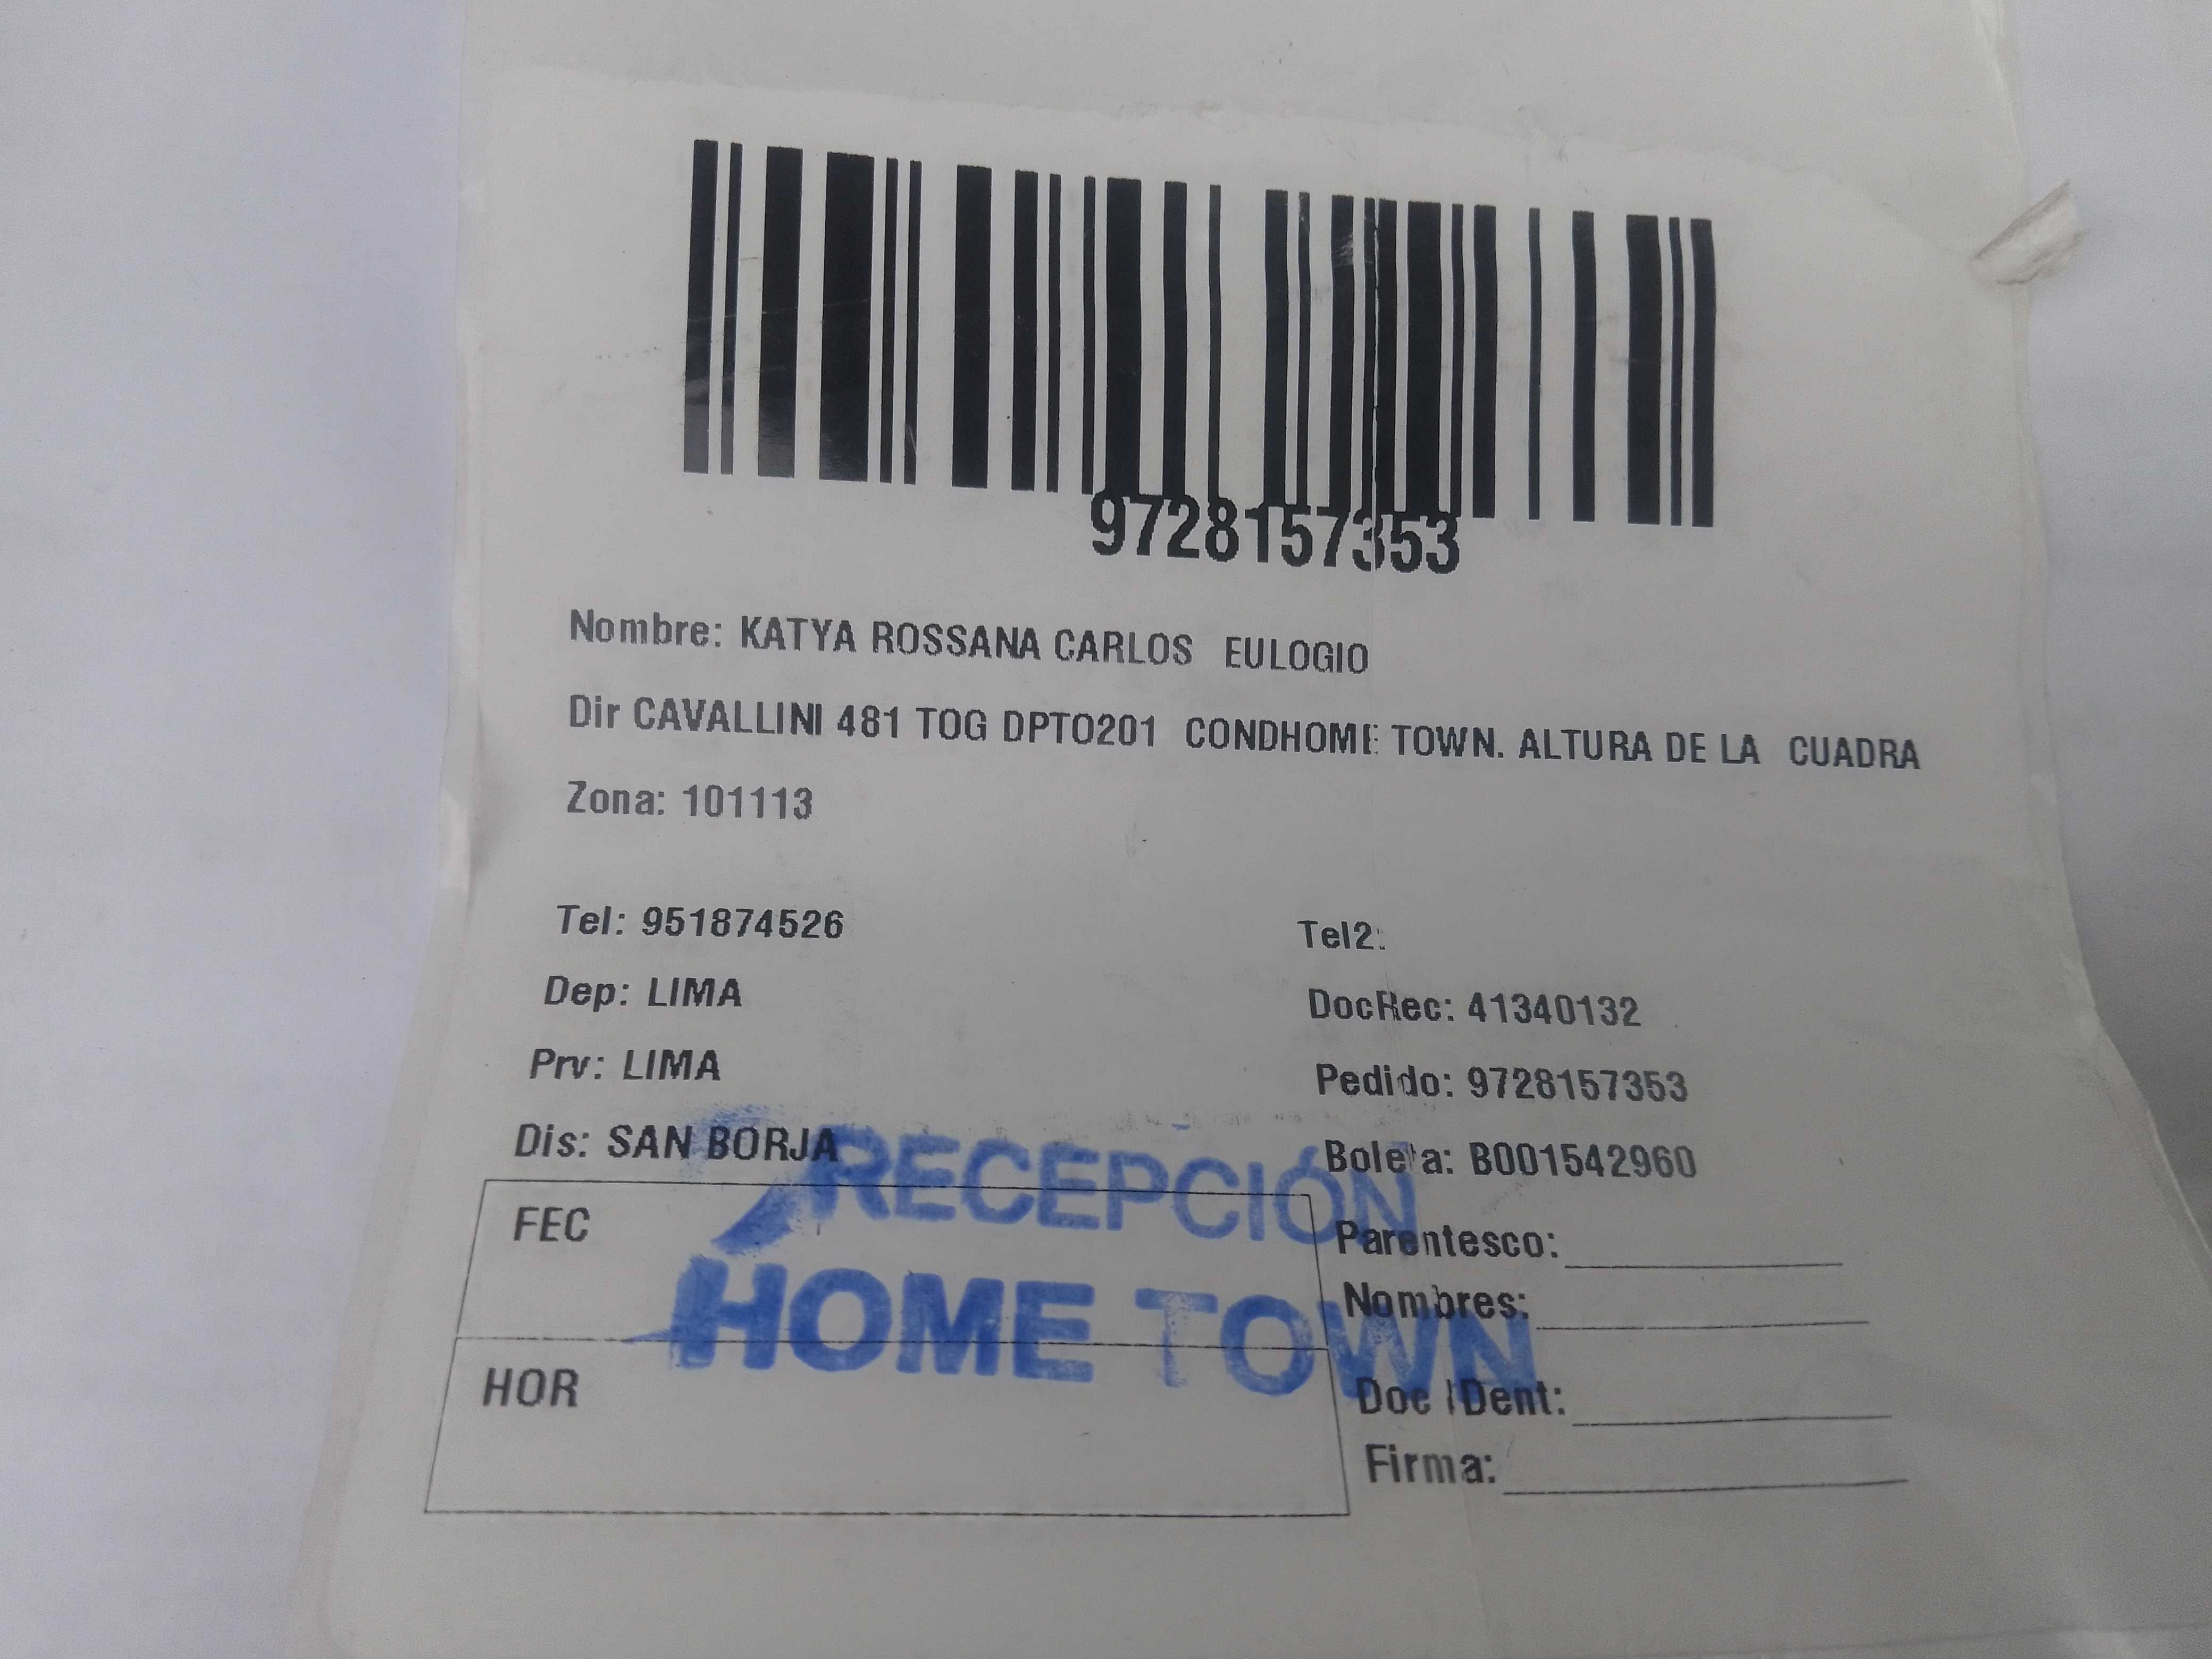 9728157353
Nombre: KATYA ROSSANA CARLOS EULOGIO
Dir CAVALLINI 481 TOG DPTO201 CONDHOME TOWN. ALTURA DE LA CUADRA
Zona: 101113
Tel: 951874526
Tel2:
Dep: LIMA
DocRec: 41340132
Prv: LIMA
Pedido: 9728157353
Dis: SAN BORJA
Boleta: B001542960
RECEPCIÓN
FEC
Parentesco:
HOME TOWN
Nombres:
HOR
Doc IDent:
Firma: